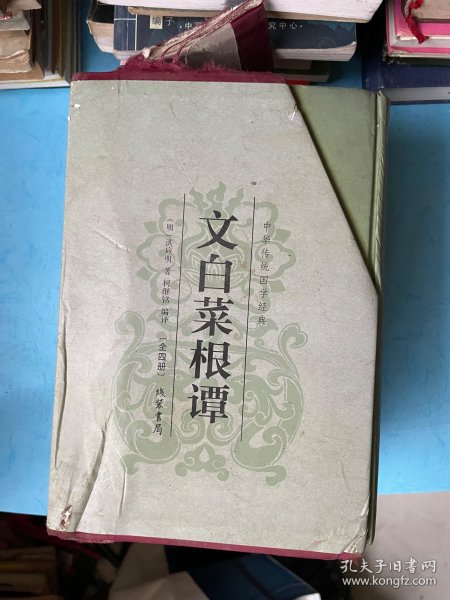 中华传统国学经典
文白菜根谭
(明)洪应明 著 柯继铭 编译
〔全四册〕
线装书局
孔夫子旧书网
www.kongfz.com